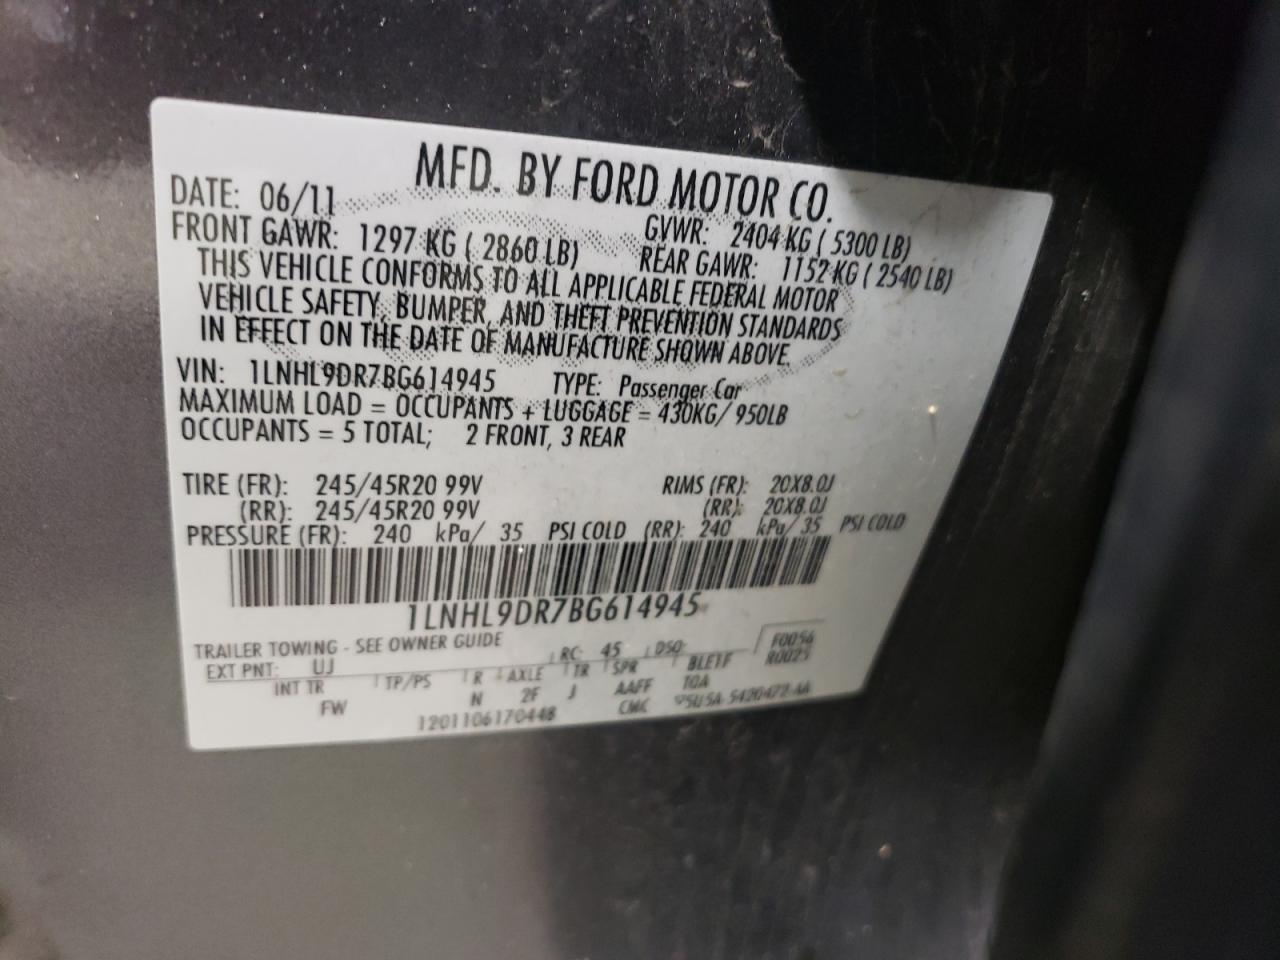 MFD. BY FORD MOTOR CO.
DATE: 06/11 GVWR: 2404 KG ( 5300 LB)
FRONT GAWR: 1297 KG ( 2860 LB) REAR GAWR: 1152 KG ( 2540 LB)
THIS VEHICLE CONFORMS TO ALL APPLICABLE FEDERAL MOTOR
VEHICLE SAFETY, BUMPER, AND THEFT PREVENTION STANDARDS
IN EFFECT ON THE DATE OF MANUFACTURE SHOWN ABOVE.
VIN: 1LNHL9DR7BG614945 TYPE: Passenger Car
MAXIMUM LOAD = OCCUPANTS + LUGGAGE = 430KG/ 950LB
OCCUPANTS = 5 TOTAL; 2 FRONT, 3 REAR
TIRE (FR): 245/45R20 99V RIMS (FR): 20X8.0J
(RR): 245/45R20 99V (RR): 20X8.0J
PRESSURE (FR): 240 kPa/ 35 PSI COLD (RR): 240 kPa/ 35 PSI COLD
1LNHL9DR7BG614945
TRAILER TOWING - SEE OWNER GUIDE
F0056
EXT PNT: UJ RC: 45 DSO: R0025
INT TR TP/PS R AXLE TR SPR BLETF
FW N 2F J AAFF 10A
1201106170448 CMC